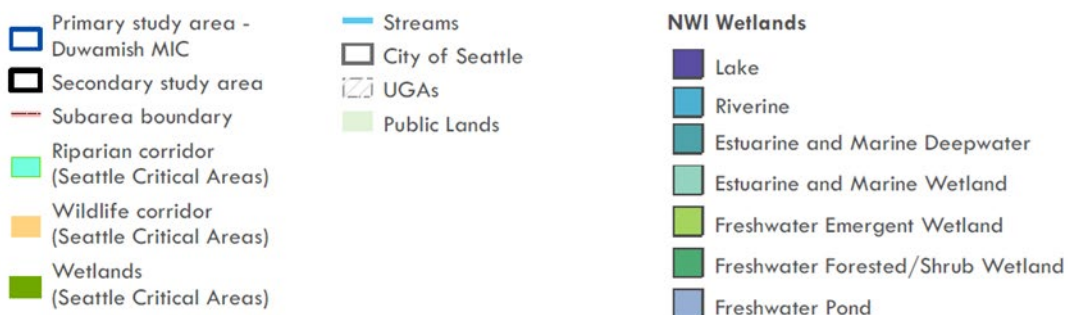 Primary study area -
Duwamish MIC
Secondary study area
Subarea boundary
Riparian corridor
(Seattle Critical Areas)
Wildlife corridor
(Seattle Critical Areas)
Wetlands
(Seattle Critical Areas)
Streams
City of Seattle
UGAs
Public Lands
NWI Wetlands
Lake
Riverine
Estuarine and Marine Deepwater
Estuarine and Marine Wetland
Freshwater Emergent Wetland
Freshwater Forested/Shrub Wetland
Freshwater Pond